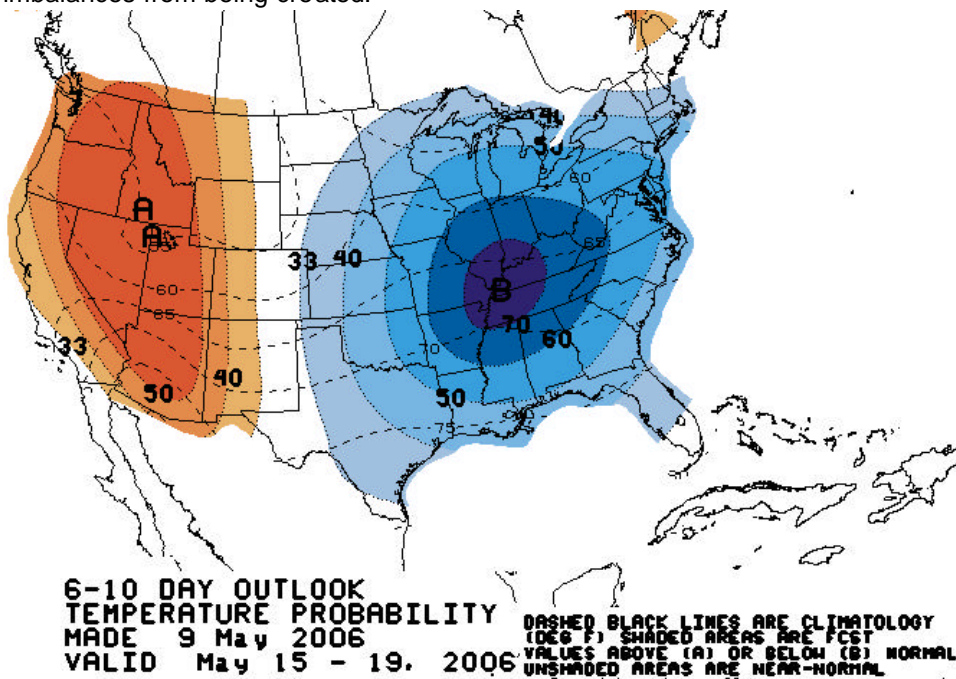 imbalances from being created.
40
50
60
A
A
65
33
40
60
B
65
33
70
60
70
40
50
50
75
6-10 DAY OUTLOOK
TEMPERATURE PROBABILITY
MADE 9 May 2006
VALID May 15 - 19, 2006
DASHED BLACK LINES ARE CLIMATOLOGY
(DEG F) SHADED AREAS ARE FCST
VALUES ABOVE (A) OR BELOW (B) NORMAL
UNSHADED AREAS ARE NEAR-NORMAL